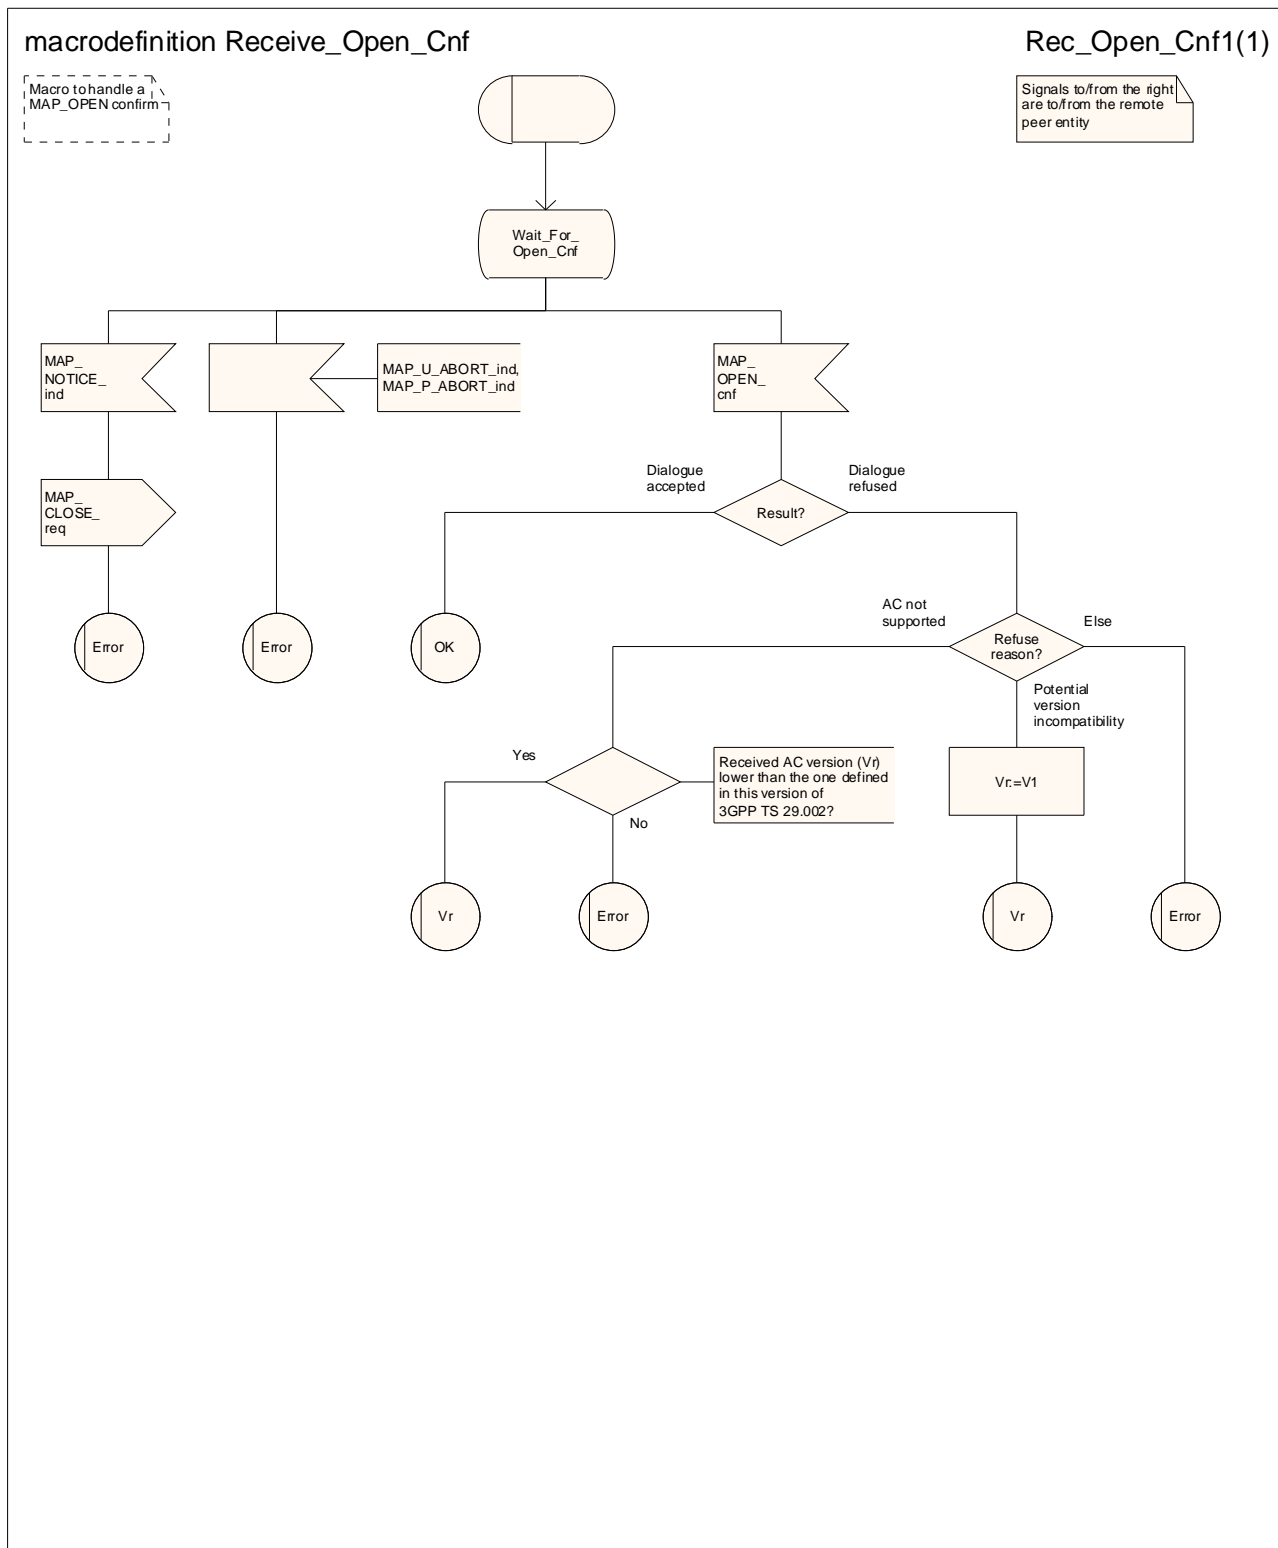 macrodefinition Receive_Open_Cnf
Rec_Open_Cnf1(1)
Macro to handle a
MAP_OPEN confirm
Signals to/from the right
are to/from the remote
peer entity
Wait_For_
Open_Cnf
MAP_
NOTICE_
ind
MAP_U_ABORT_ind,
MAP_P_ABORT_ind
MAP_
OPEN_
cnf
MAP_
CLOSE_
req
Dialogue
accepted
Dialogue
refused
Result?
Error
Error
OK
AC not
supported
Else
Refuse
reason?
Potential
version
incompatibility
Yes
No
Received AC version (Vr)
lower than the one defined
in this version of
3GPP TS 29.002?
Vr:=V1
Vr
Error
Vr
Error